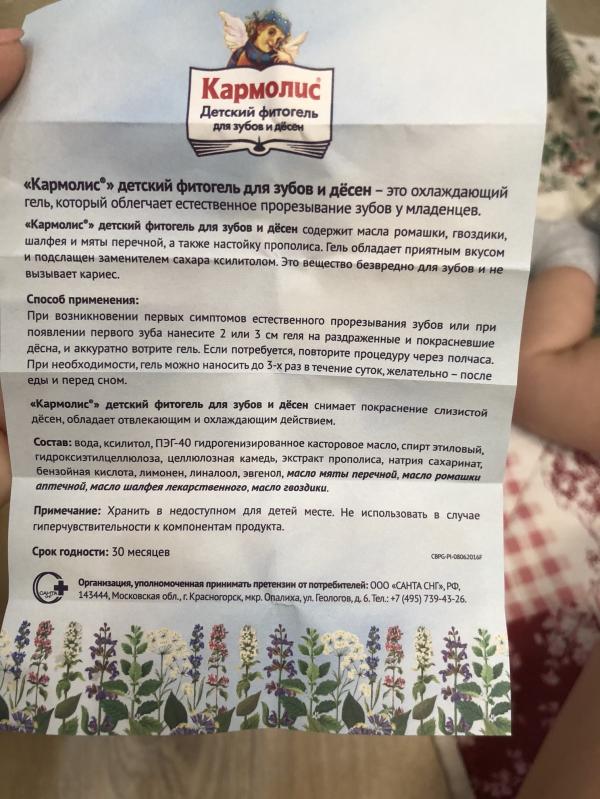 Кармолис®
Детский фитогель
для зубов и дёсен
«Кармолис®» детский фитогель для зубов и дёсен – это охлаждающий
гель, который облегчает естественное прорезывание зубов у младенцев.
«Кармолис®» детский фитогель для зубов и дёсен содержит масла ромашки, гвоздики,
шалфея и мяты перечной, а также настойку прополиса. Гель обладает приятным вкусом
и подслащен заменителем сахара ксилитолом. Это вещество безвредно для зубов и не
вызывает кариес.
Способ применения:
При возникновении первых симптомов естественного прорезывания зубов или при
появлении первого зуба нанесите 2 или 3 см геля на раздраженные и покрасневшие
дёсна, и аккуратно вотрите гель. Если потребуется, повторите процедуру через полчаса.
При необходимости, гель можно наносить до 3-х раз в течение суток, желательно – после
еды и перед сном.
«Кармолис®» детский фитогель для зубов и дёсен снимает покраснение слизистой
дёсен, обладает отвлекающим и охлаждающим действием.
Состав: вода, ксилитол, ПЭГ-40 гидрогенизированное касторовое масло, спирт этиловый,
гидроксиэтилцеллюлоза, целлюлозная камедь, экстракт прополиса, натрия сахаринат,
бензойная кислота, лимонен, линалоол, эвгенол, масло мяты перечной, масло ромашки
аптечной, масло шалфея лекарственного, масло гвоздики.
Примечание: Хранить в недоступном для детей месте. Не использовать в случае
гиперчувствительности к компонентам продукта.
Срок годности: 30 месяцев
CBPG-PI-08062016F
САНТА
Организация, уполномоченная принимать претензии от потребителей: ООО «САНТА СНГ», РФ,
143444, Московская обл., г. Красногорск, мкр. Опалиха, ул. Геологов, д. 6. Тел.: +7 (495) 739-43-26.